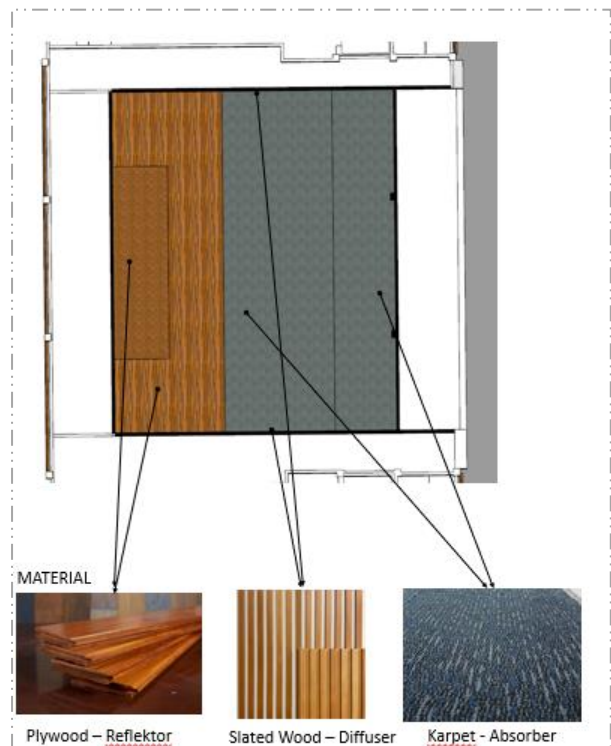 MATERIAL
Plywood – Reflektor
Slated Wood – Diffuser
Karpet - Absorber